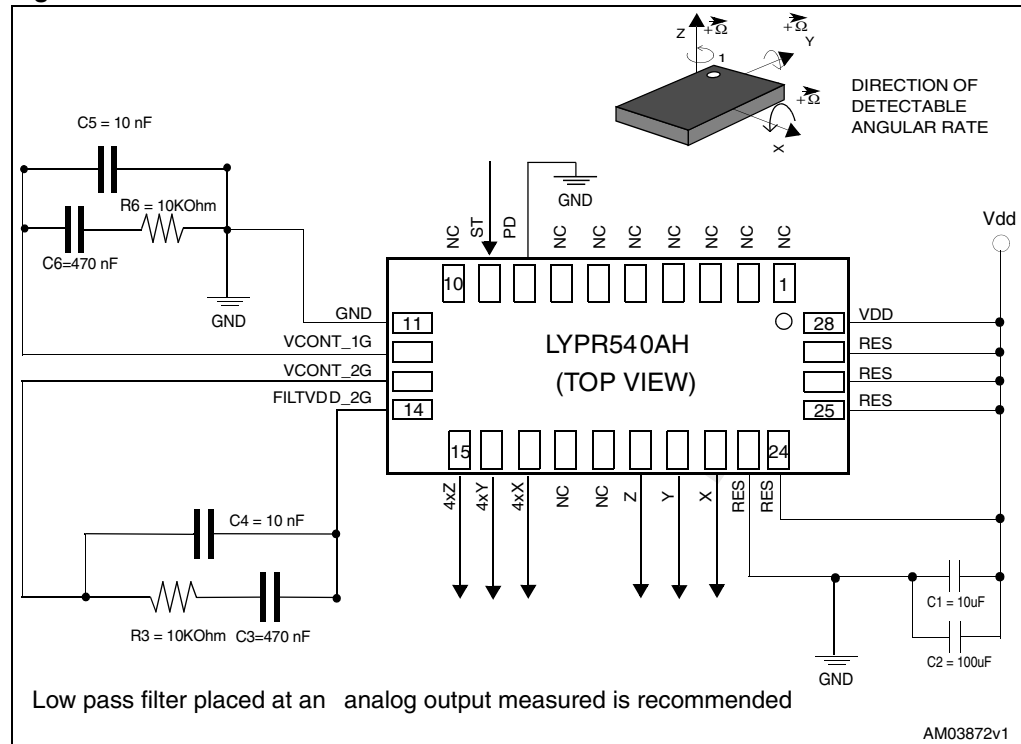 Z
+Ω
1
+Ω
Y
+Ω
X
DIRECTION OF
DETECTABLE
ANGULAR RATE
C5 = 10 nF
R6 = 10KOhm
C6=470 nF
GND
GND
Vdd
NC
ST
PD
NC
NC
NC
NC
NC
NC
NC
10
1
GND
11
VCONT_1G
VCONT_2G
FILTVDD_2G
14
LYPR540AH
(TOP VIEW)
28
VDD
RES
RES
25
RES
15
24
4xZ
4xY
4xX
NC
NC
Z
Y
X
RES
RES
C4 = 10 nF
R3 = 10KOhm
C3=470 nF
C1 = 10uF
C2 = 100uF
GND
Low pass filter placed at an analog output measured is recommended
AM03872v1